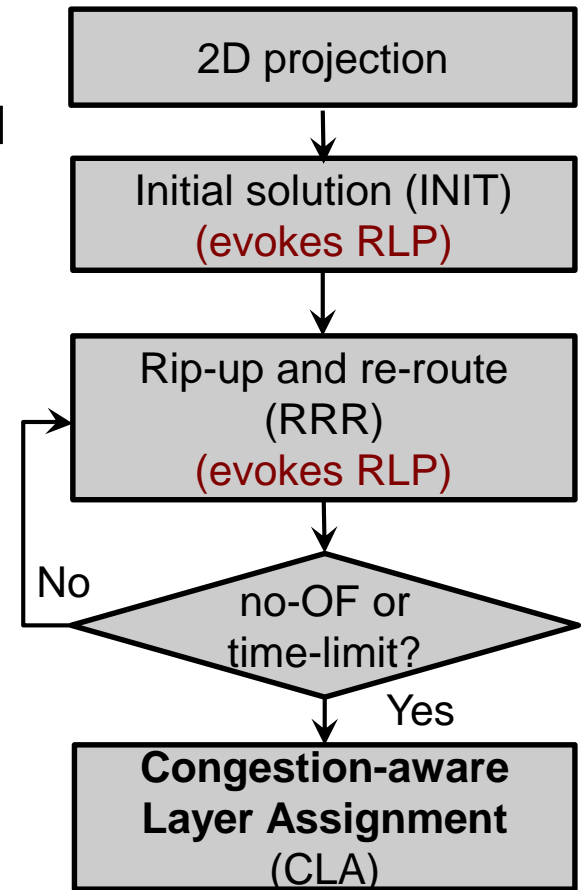 2D projection
Initial solution (INIT)
(evokes RLP)
Rip-up and re-route
(RRR)
(evokes RLP)
No
no-OF or
time-limit?
Yes
Congestion-aware
Layer Assignment
(CLA)